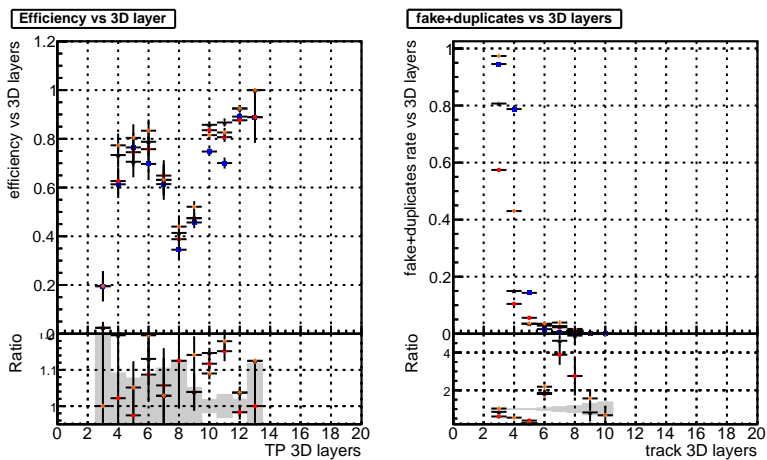 Efficiency vs 3D layer
efficiency vs 3D layers
1.2
1
0.8
0.6
0.4
0.2
0
Ratio
1.1
1
0 2 4 6 8 10 12 14 16 18 20
TP 3D layers
fake+duplicates vs 3D layers
fake+duplicates rate vs 3D layers
1
0.8
0.6
0.4
0.2
0
Ratio
4
2
0 2 4 6 8 10 12 14 16 18 20
track 3D layers